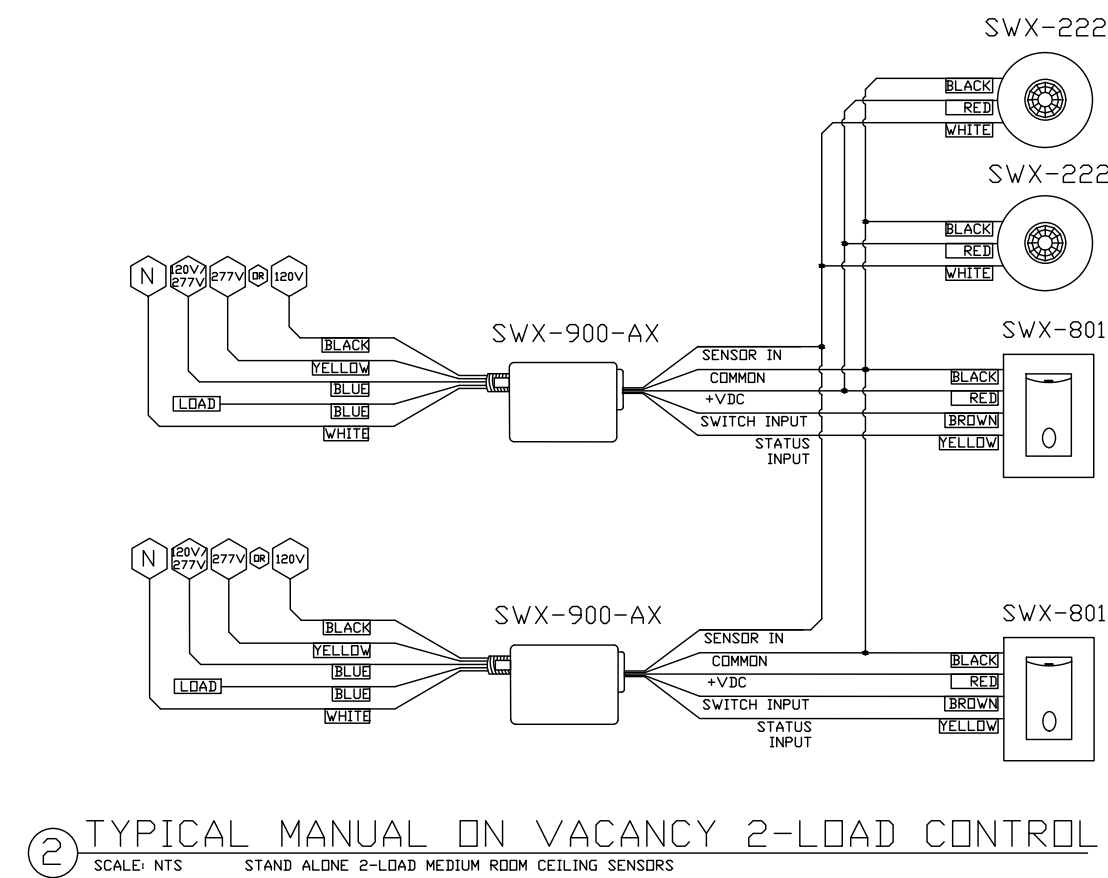 SWX-222
BLACK
RED
WHITE
SWX-222
BLACK
RED
WHITE
N
120V/
277V
277V
OR
120V
BLACK
YELLOW
BLUE
LOAD
BLUE
WHITE
SWX-900-AX
SENSOR IN
COMMON
+VDC
SWITCH INPUT
STATUS
INPUT
SWX-801
BLACK
RED
BROWN
YELLOW
N
120V/
277V
277V
OR
120V
BLACK
YELLOW
BLUE
LOAD
BLUE
WHITE
SWX-900-AX
SENSOR IN
COMMON
+VDC
SWITCH INPUT
STATUS
INPUT
SWX-801
BLACK
RED
BROWN
YELLOW
2
TYPICAL MANUAL ON VACANCY 2-LOAD CONTROL
SCALE: NTS STAND ALONE 2-LOAD MEDIUM ROOM CEILING SENSORS